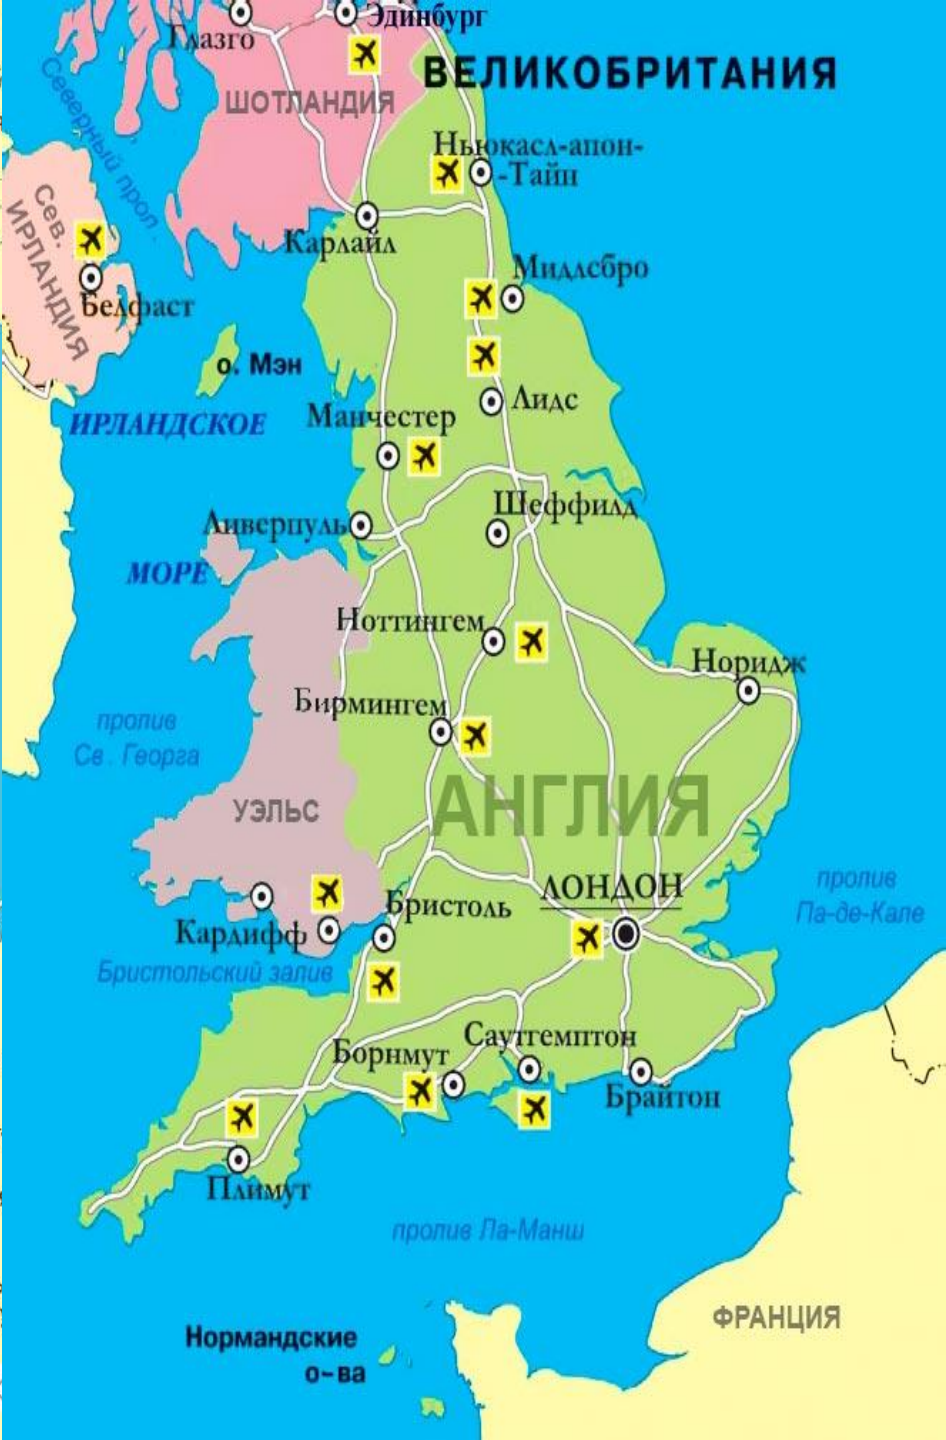 Эдинбург
Глазго
ВЕЛИКОБРИТАНИЯ
ШОТЛАНДИЯ
Северный прол.
Ньюкасл-апон-
-Тайн
Сев.
ИРЛАНДИЯ
Карлайл
Мидлсбро
Белфаст
о. Мэн
Лидс
ИРЛАНДСКОЕ
Манчестер
Шеффилд
Ливерпуль
МОРЕ
Ноттингем
Норидж
Бирмингем
пролив
Св. Георга
АНГЛИЯ
УЭЛЬС
ЛОНДОН
пролив
Па-де-Кале
Бристоль
Кардифф
Бристольский залив
Саутгемптон
Борнмут
Брайтон
Плимут
пролив Ла-Манш
ФРАНЦИЯ
Нормандские
о-ва